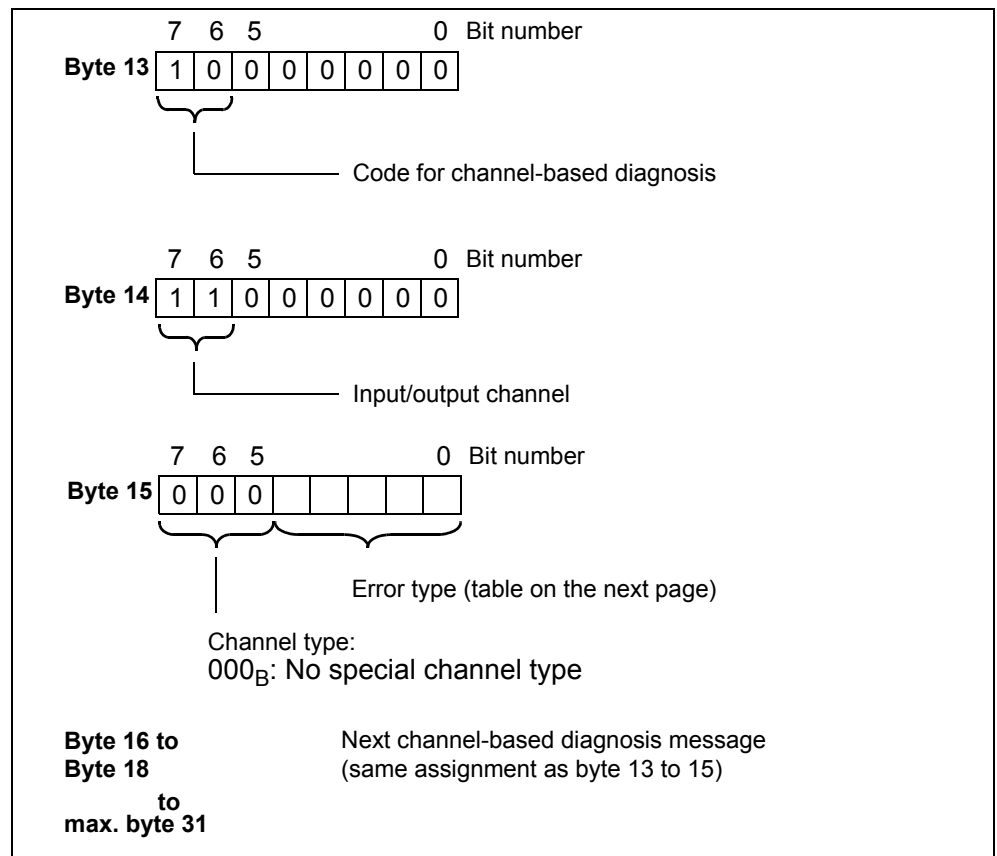 7 6 5 0 Bit number
Byte 13 1 0 0 0 0 0 0 0
Code for channel-based diagnosis
7 6 5 0 Bit number
Byte 14 1 1 0 0 0 0 0 0
Input/output channel
7 6 5 0 Bit number
Byte 15 0 0 0
Error type (table on the next page)
Channel type:
000B: No special channel type
Byte 16 to Next channel-based diagnosis message
Byte 18 (same assignment as byte 13 to 15)
to
max. byte 31